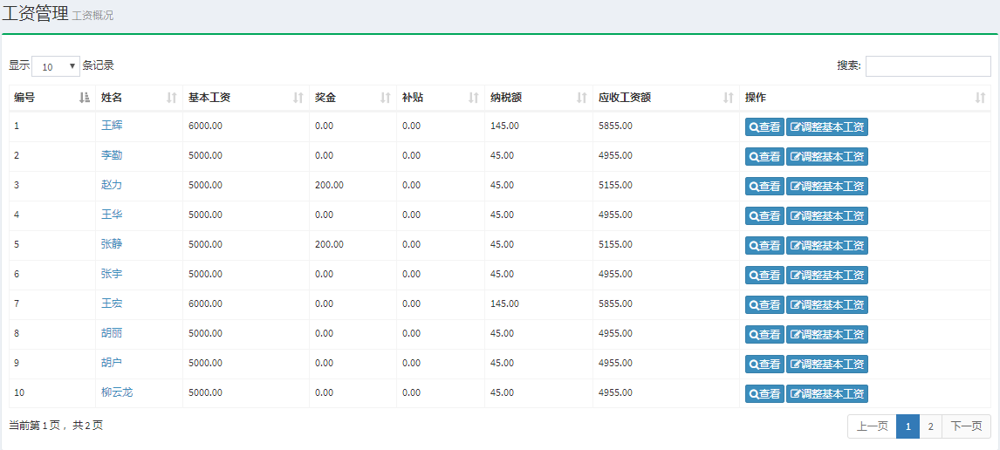 工资管理 工资概况
显示 10 条记录 搜索:
编号 姓名 基本工资 奖金 补贴 纳税额 应收工资额 操作
1 王辉 6000.00 0.00 0.00 145.00 5855.00 查看 调整基本工资
2 李勤 5000.00 0.00 0.00 45.00 4955.00 查看 调整基本工资
3 赵力 5000.00 200.00 0.00 45.00 5155.00 查看 调整基本工资
4 王华 5000.00 0.00 0.00 45.00 4955.00 查看 调整基本工资
5 张静 5000.00 200.00 0.00 45.00 5155.00 查看 调整基本工资
6 张宇 5000.00 0.00 0.00 45.00 4955.00 查看 调整基本工资
7 王宏 6000.00 0.00 0.00 145.00 5855.00 查看 调整基本工资
8 胡丽 5000.00 0.00 0.00 45.00 4955.00 查看 调整基本工资
9 胡户 5000.00 0.00 0.00 45.00 4955.00 查看 调整基本工资
10 柳云龙 5000.00 0.00 0.00 45.00 4955.00 查看 调整基本工资
当前第1页，共2页 上一页 1 2 下一页